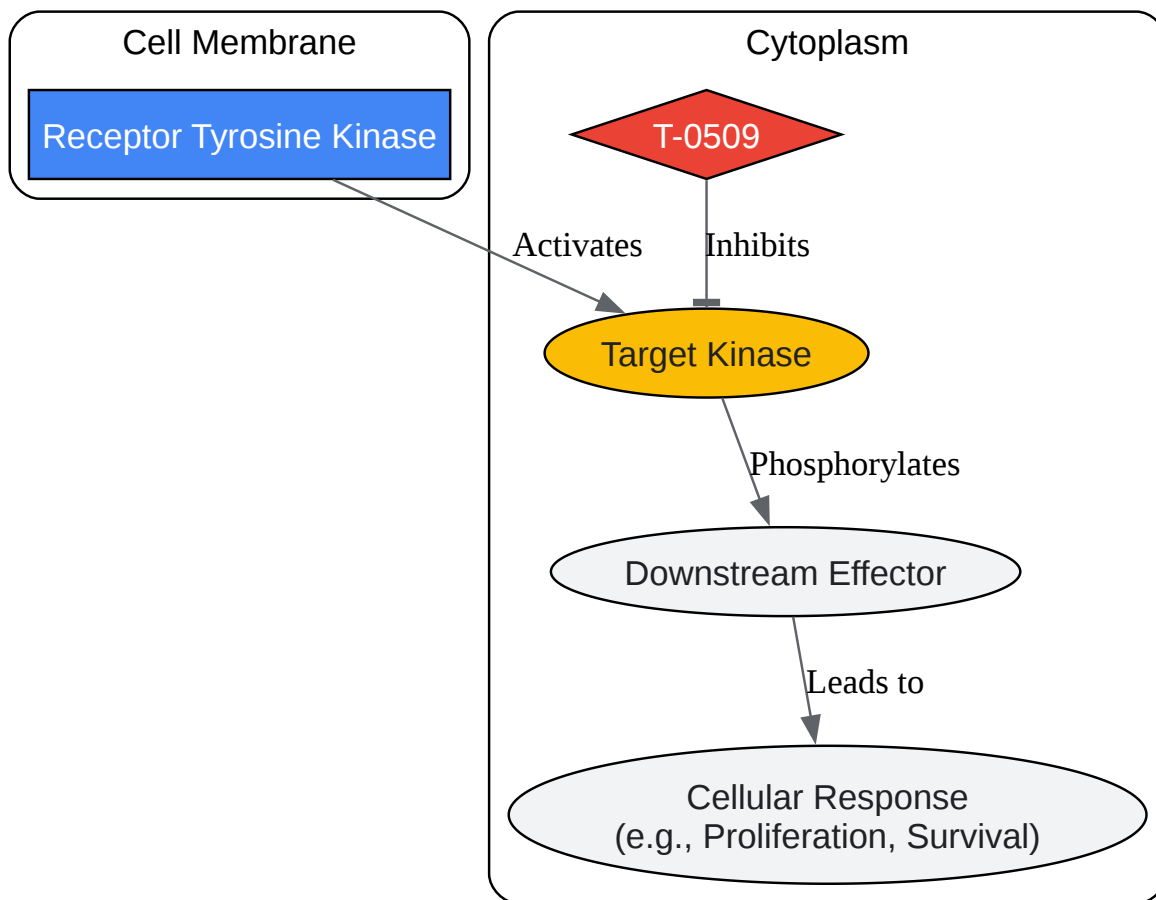 Cell Membrane
Cytoplasm
Receptor Tyrosine Kinase
T-0509
Activates
Inhibits
Target Kinase
Phosphorylates
Downstream Effector
Leads to
Cellular Response
(e.g., Proliferation, Survival)